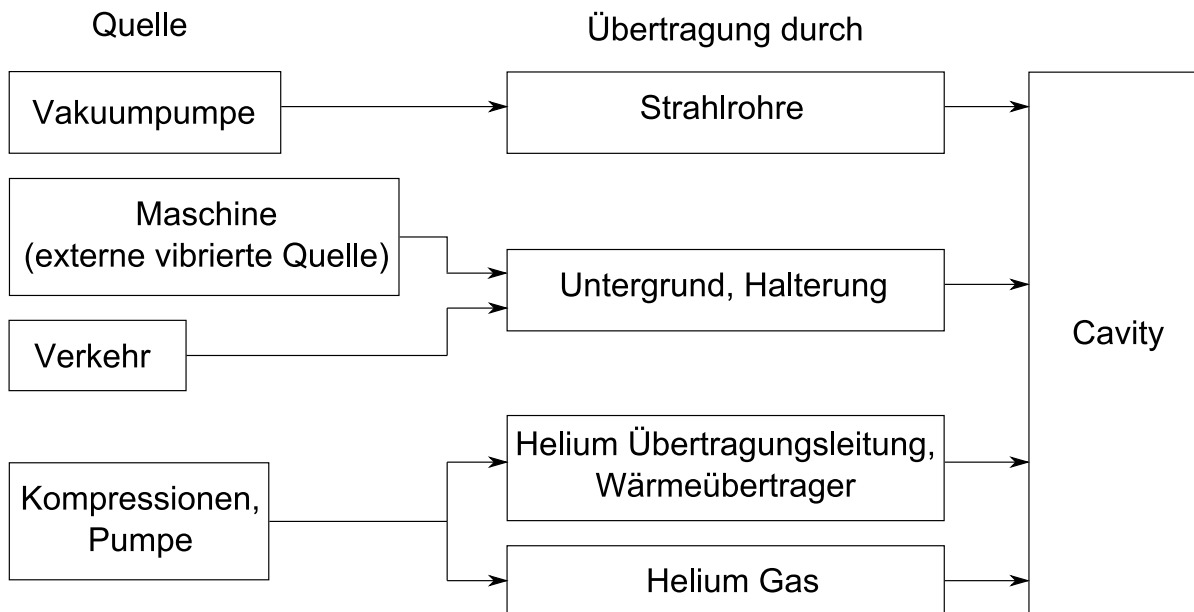 Quelle
Übertragung durch
Vakuumpumpe
Strahlrohre
Maschine
(externe vibrierte Quelle)
Untergrund, Halterung
Verkehr
Cavity
Helium Übertragungsleitung,
Wärmeübertrager
Kompressionen,
Pumpe
Helium Gas